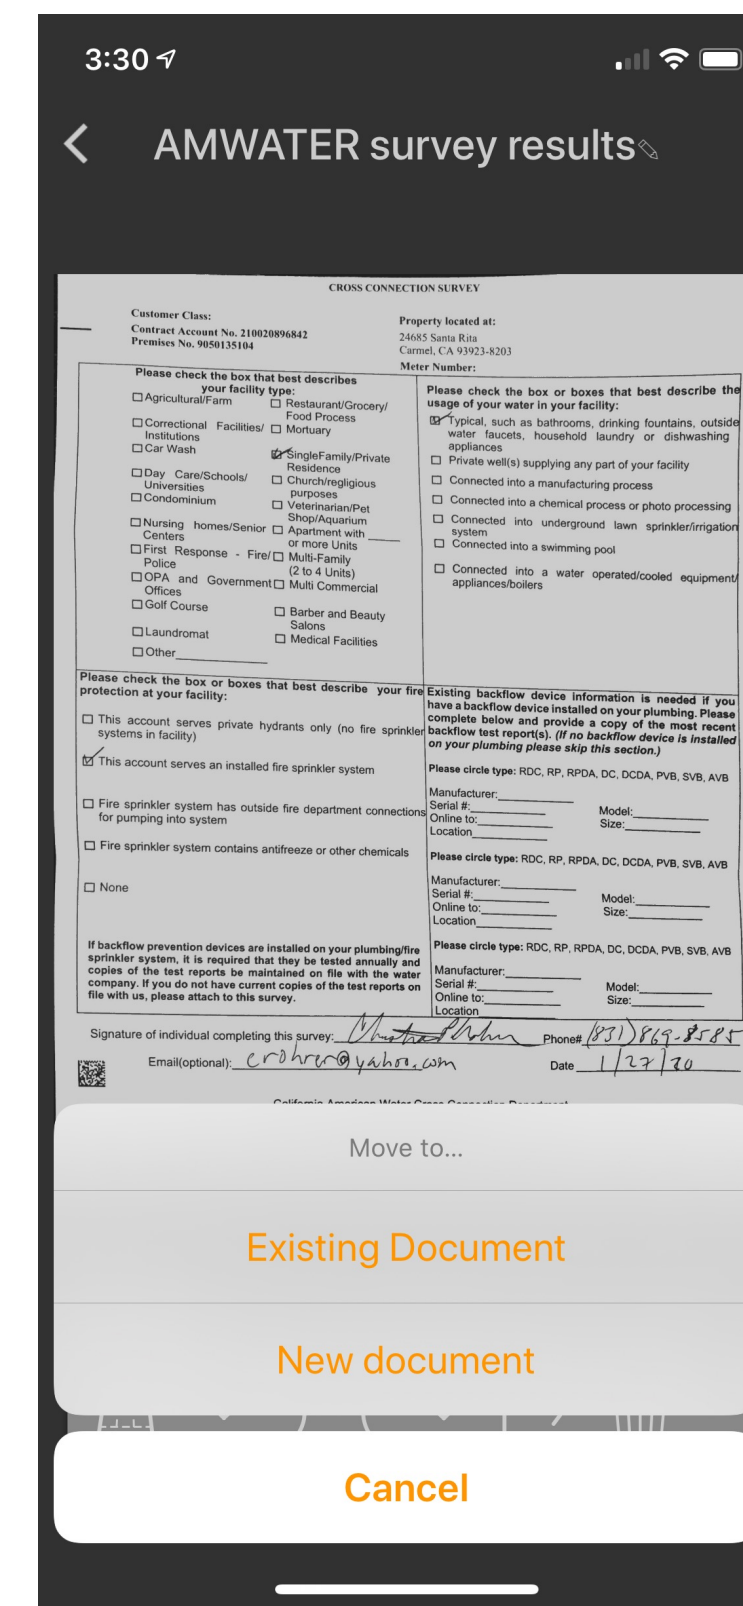 3:30
AMWATER survey results
CROSS CONNECTION SURVEY
Customer Class:
Contract Account No. 210020896842
Premises No. 9050135104
Property located at:
24685 Santa Rita
Carmel, CA 93923-8203
Meter Number:
Please check the box that best describes
your facility type:
☐ Agricultural/Farm
☐ Restaurant/Grocery/
Food Process
☐ Correctional Facilities/
Institutions
☐ Mortuary
☐ Car Wash
☑ SingleFamily/Private
Residence
☐ Day Care/Schools/
Universities
☐ Church/regligious
purposes
☐ Condominium
☐ Veterinarian/Pet
Shop/Aquarium
☐ Nursing homes/Senior
Centers
☐ Apartment with _____
or more Units
☐ First Response - Fire/
Police
☐ Multi-Family
(2 to 4 Units)
☐ OPA and Government
Offices
☐ Multi Commercial
☐ Golf Course
☐ Barber and Beauty
Salons
☐ Laundromat
☐ Medical Facilities
☐ Other
Please check the box or boxes that best describe the
usage of your water in your facility:
☑ Typical, such as bathrooms, drinking fountains, outside
water faucets, household laundry or dishwashing
appliances
☐ Private well(s) supplying any part of your facility
☐ Connected into a manufacturing process
☐ Connected into a chemical process or photo processing
☐ Connected into underground lawn sprinkler/irrigation
system
☐ Connected into a swimming pool
☐ Connected into a water operated/cooled equipment/
appliances/boilers
Please check the box or boxes that best describe your fire
protection at your facility:
☐ This account serves private hydrants only (no fire sprinkler
systems in facility)
☑ This account serves an installed fire sprinkler system
☐ Fire sprinkler system has outside fire department connections
for pumping into system
☐ Fire sprinkler system contains antifreeze or other chemicals
☐ None
If backflow prevention devices are installed on your plumbing/fire
sprinkler system, it is required that they be tested annually and
copies of the test reports be maintained on file with the water
company. If you do not have current copies of the test reports on
file with us, please attach to this survey.
Existing backflow device information is needed if you
have a backflow device installed on your plumbing. Please
complete below and provide a copy of the most recent
backflow test report(s). (If no backflow device is installed
on your plumbing please skip this section.)
Please circle type: RDC, RP, RPDA, DC, DCDA, PVB, SVB, AVB
Manufacturer:
Serial #: Model:
Online to: Size:
Location
Please circle type: RDC, RP, RPDA, DC, DCDA, PVB, SVB, AVB
Manufacturer:
Serial #: Model:
Online to: Size:
Location
Please circle type: RDC, RP, RPDA, DC, DCDA, PVB, SVB, AVB
Manufacturer:
Serial #: Model:
Online to: Size:
Location
Signature of individual completing this survey: Phone# (831) 869-8585
Email(optional): crohrer@yahoo.com Date 1/27/20
California American Water Cross Connection Department
Move to...
Existing Document
New document
Cancel